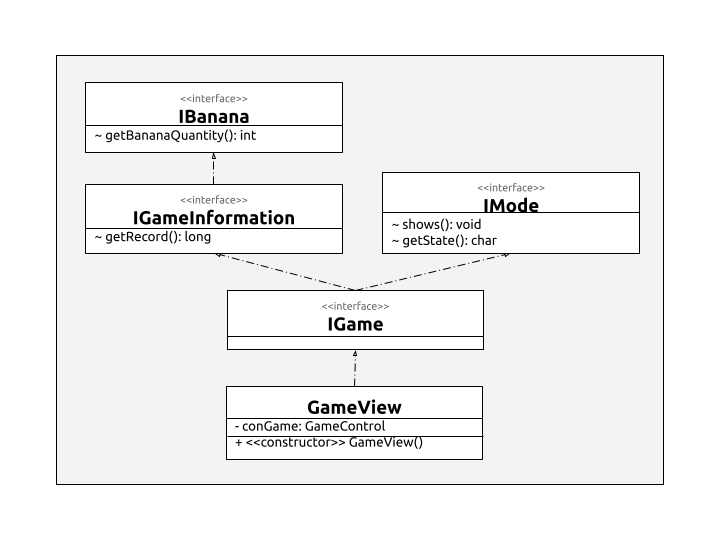 <<interface>>
IBanana
~ getBananaQuantity(): int
<<interface>>
IGameInformation
~ getRecord(): long
<<interface>>
IMode
~ shows(): void
~ getState(): char
<<interface>>
IGame
GameView
- conGame: GameControl
+ <<constructor>> GameView()